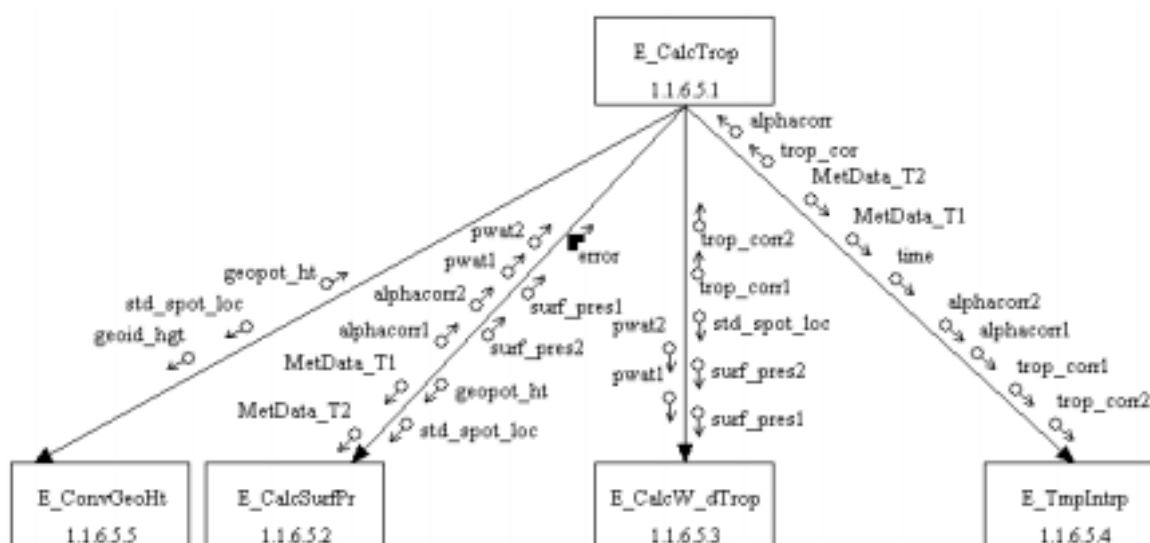 E_CalcTrop
1.1.6.5.1
alphacorr
trop_cor
MetData_T2
MetData_T1
time
alphacorr2
alphacorr1
trop_corr1
trop_corr2
pwat2
error
pwat1
geopot_ht
alphacorr2
surf_pres1
std_spot_loc
alphacorr1
geoid_hgt
surf_pres2
MetData_T1
geopot_ht
MetData_T2
std_spot_loc
trop_corr2
trop_corr1
std_spot_loc
pwat2
surf_pres2
pwat1
surf_pres1
E_ConvGeoHt
1.1.6.5.5
E_CalcSurfPr
1.1.6.5.2
E_CalcW_dTrop
1.1.6.5.3
E_TmpIntrp
1.1.6.5.4